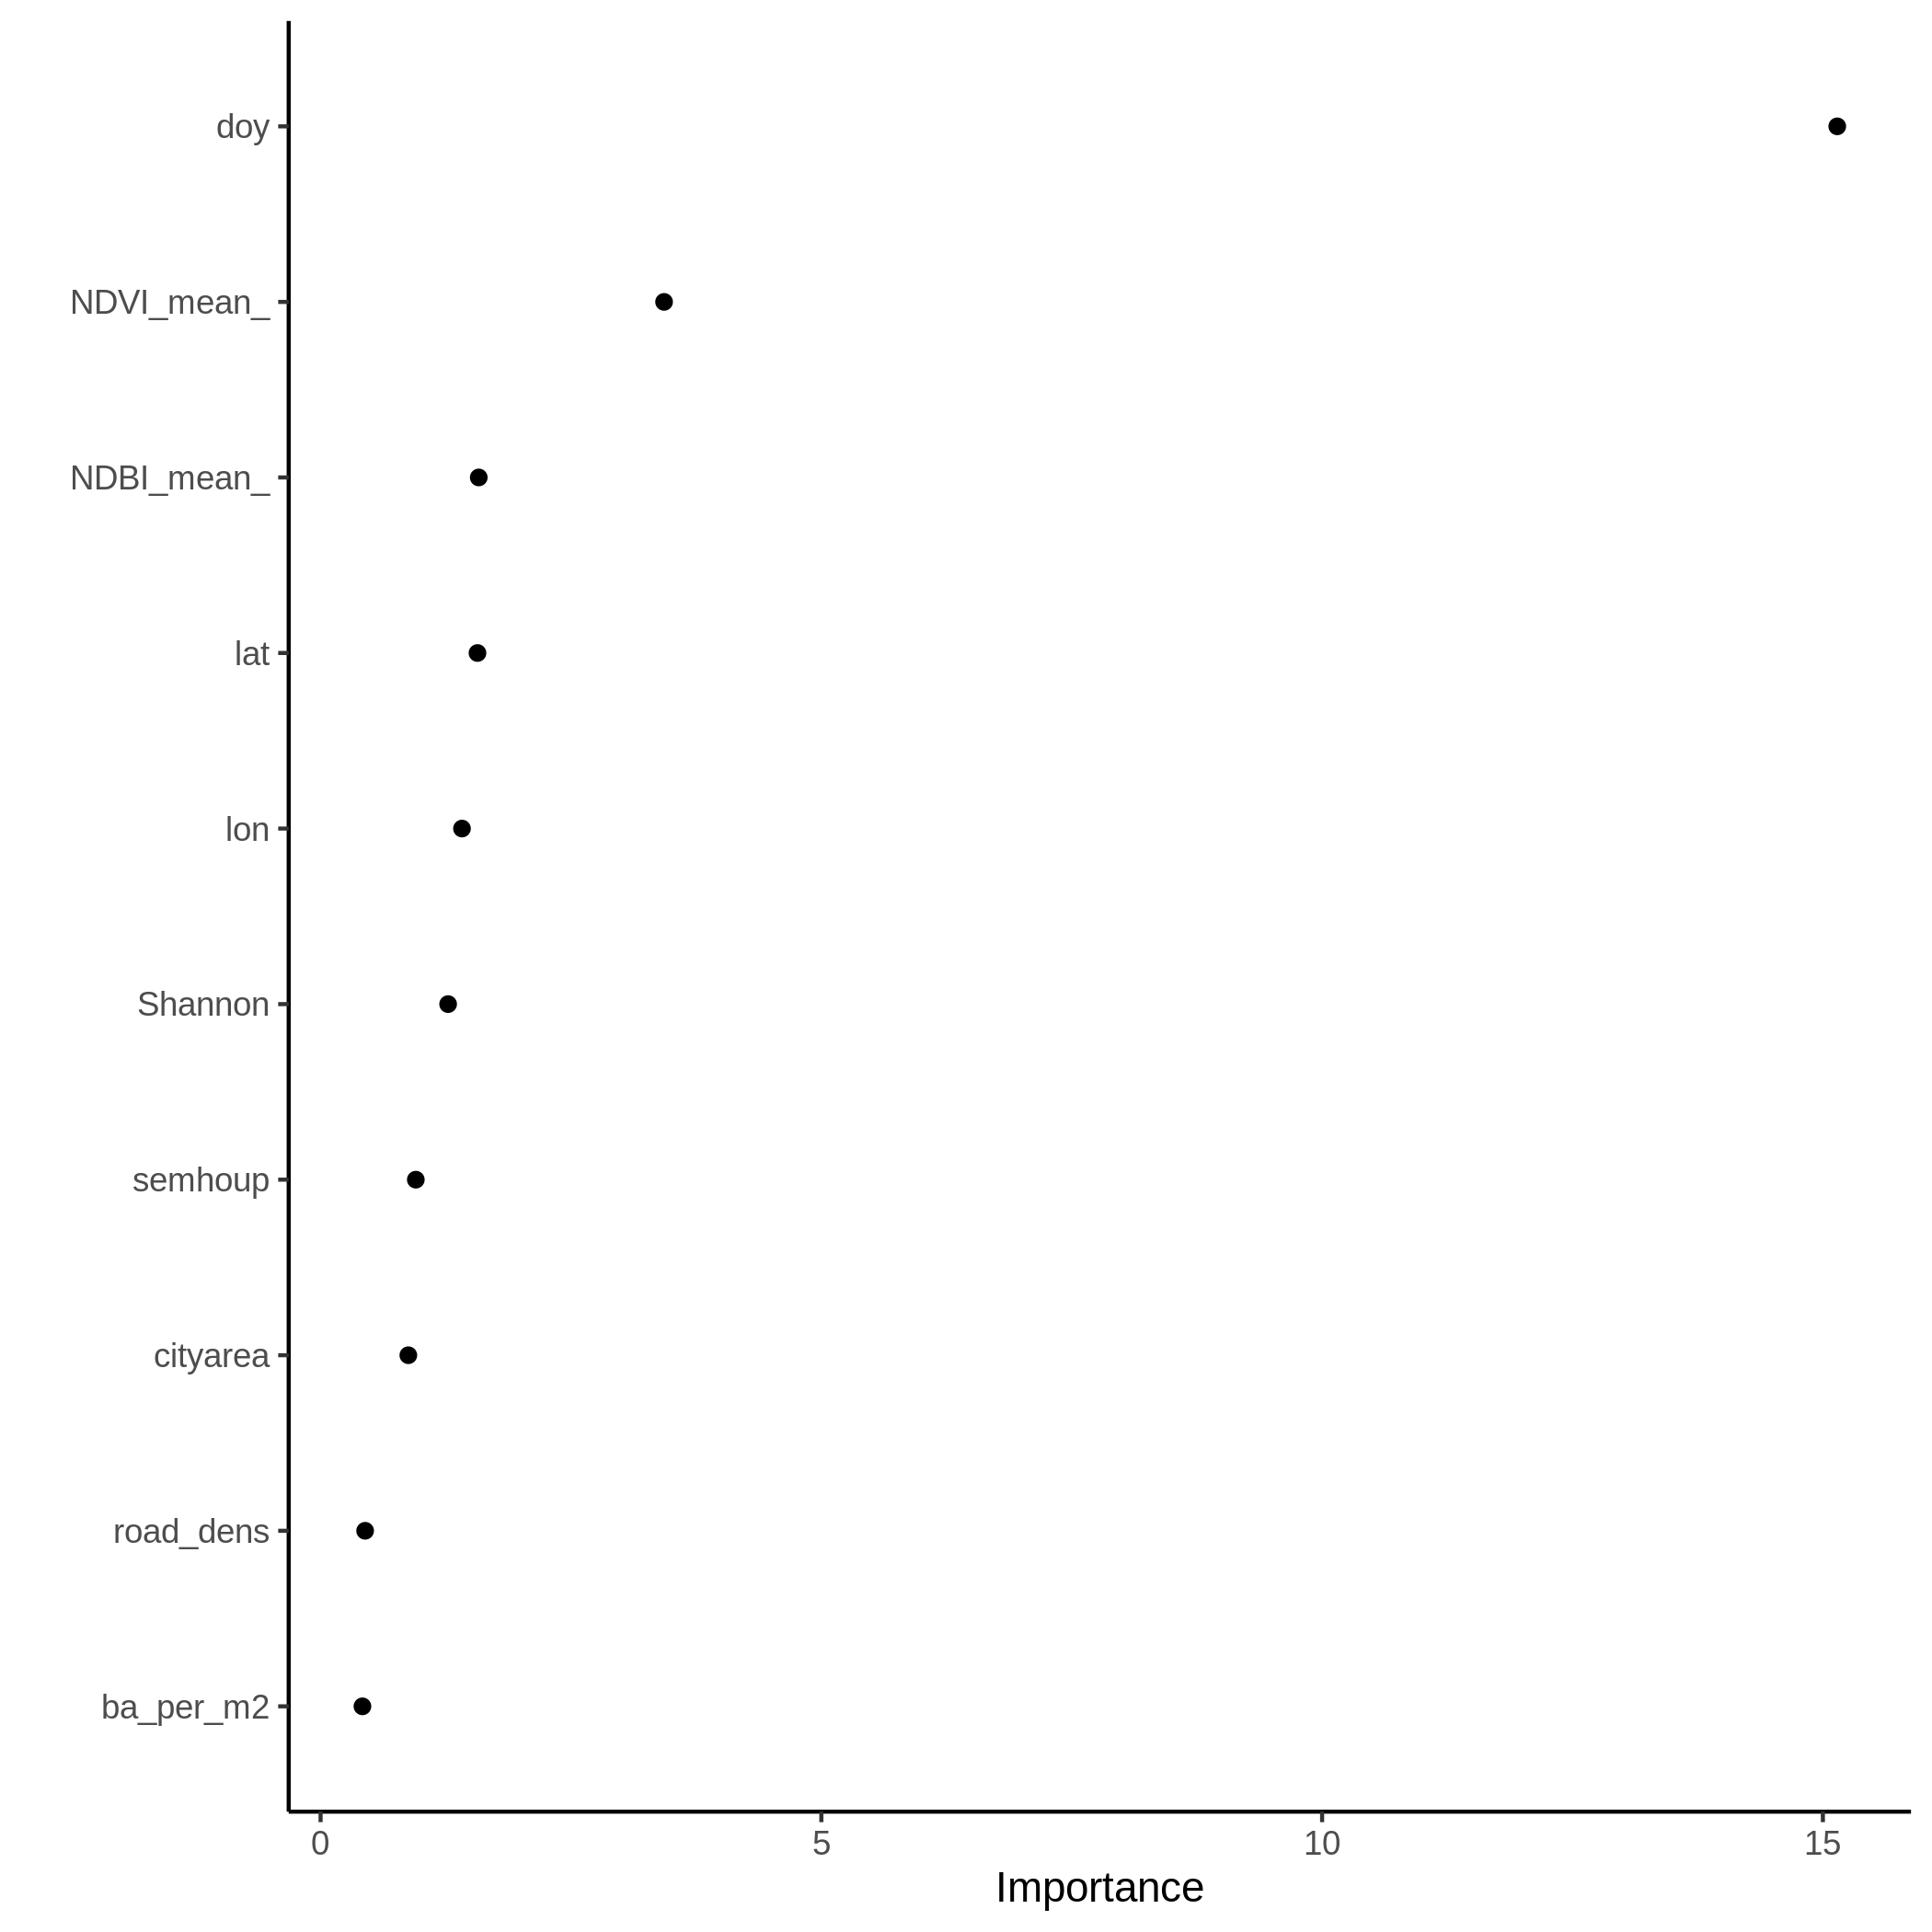 doy
NDVI_mean_
NDBI_mean_
lat
lon
Shannon
semhoup
cityarea
road_dens
ba_per_m2
0 5 10 15
Importance